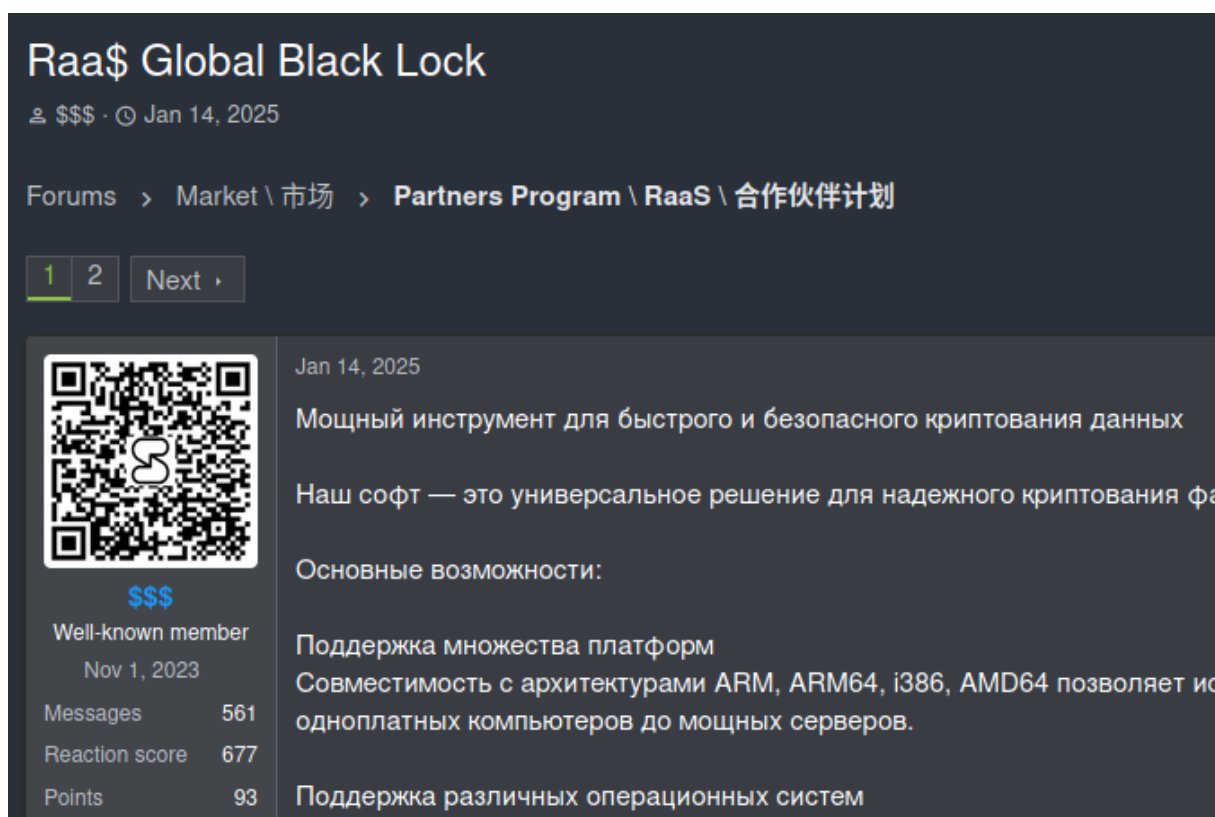 Raa$ Global Black Lock
$$$ · Jan 14, 2025
Forums › Market \ 市场 › Partners Program \ RaaS \ 合作伙伴计划
1 2 Next
Jan 14, 2025
Мощный инструмент для быстрого и безопасного криптования данных
Наш софт — это универсальное решение для надежного криптования фа
Основные возможности:
Поддержка множества платформ
Совместимость с архитектурами ARM, ARM64, i386, AMD64 позволяет ис
одноплатных компьютеров до мощных серверов.
Поддержка различных операционных систем
$$$
Well-known member
Nov 1, 2023
Messages 561
Reaction score 677
Points 93